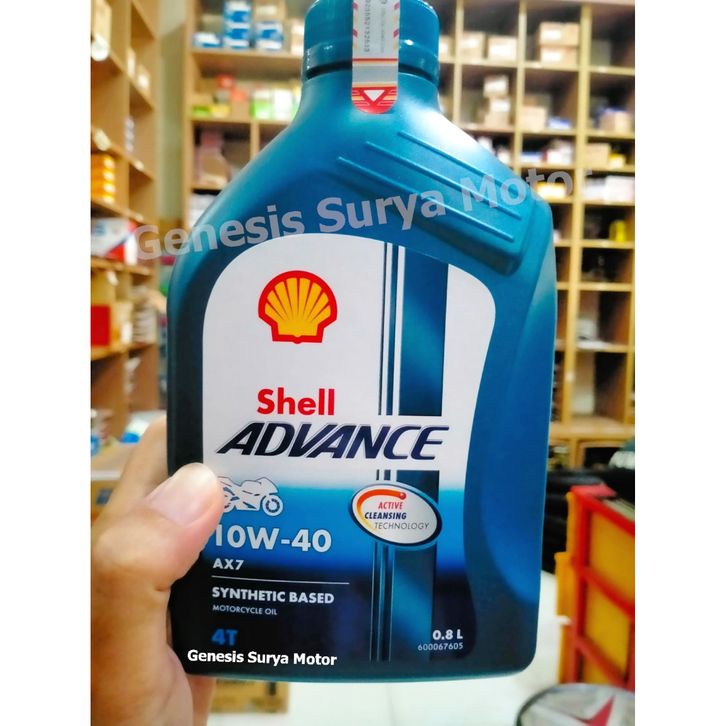 Genesis Surya Motor
Shell
ADVANCE
ACTIVE
CLEANSING
TECHNOLOGY
10W-40
AX7
SYNTHETIC BASED
MOTORCYCLE OIL
4T
0.8 L
600067605
Genesis Surya Motor